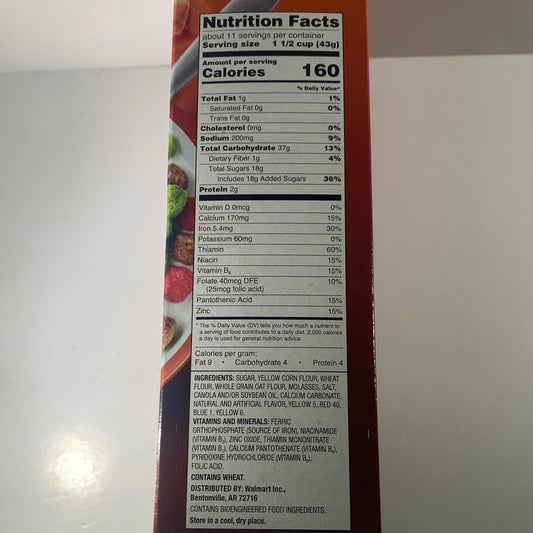 Nutrition Facts
about 11 servings per container
Serving size 1 1/2 cup (43g)
Amount per serving
Calories 160
% Daily Value*
Total Fat 1g 1%
Saturated Fat 0g 0%
Trans Fat 0g
Cholesterol 0mg 0%
Sodium 200mg 9%
Total Carbohydrate 37g 13%
Dietary Fiber 1g 4%
Total Sugars 18g
Includes 18g Added Sugars 36%
Protein 2g
Vitamin D 0mcg 0%
Calcium 170mg 15%
Iron 5.4mg 30%
Potassium 60mg 0%
Thiamin 60%
Niacin 15%
Vitamin B₆ 15%
Folate 40mcg DFE 10%
(25mcg folic acid)
Pantothenic Acid 15%
Zinc 15%
* The % Daily Value (DV) tells you how much a nutrient in
a serving of food contributes to a daily diet. 2,000 calories
a day is used for general nutrition advice.
Calories per gram:
Fat 9 • Carbohydrate 4 • Protein 4
INGREDIENTS: SUGAR, YELLOW CORN FLOUR, WHEAT
FLOUR, WHOLE GRAIN OAT FLOUR, MOLASSES, SALT,
CANOLA AND/OR SOYBEAN OIL, CALCIUM CARBONATE,
NATURAL AND ARTIFICIAL FLAVOR, YELLOW 5, RED 40,
BLUE 1, YELLOW 6.
VITAMINS AND MINERALS: FERRIC
ORTHOPHOSPHATE (SOURCE OF IRON), NIACINAMIDE
(VITAMIN B₃), ZINC OXIDE, THIAMIN MONONITRATE
(VITAMIN B₁), CALCIUM PANTOTHENATE (VITAMIN B₅),
PYRIDOXINE HYDROCHLORIDE (VITAMIN B₆),
FOLIC ACID.
CONTAINS WHEAT.
DISTRIBUTED BY: Walmart Inc.,
Bentonville, AR 72716
CONTAINS BIOENGINEERED FOOD INGREDIENTS.
Store in a cool, dry place.